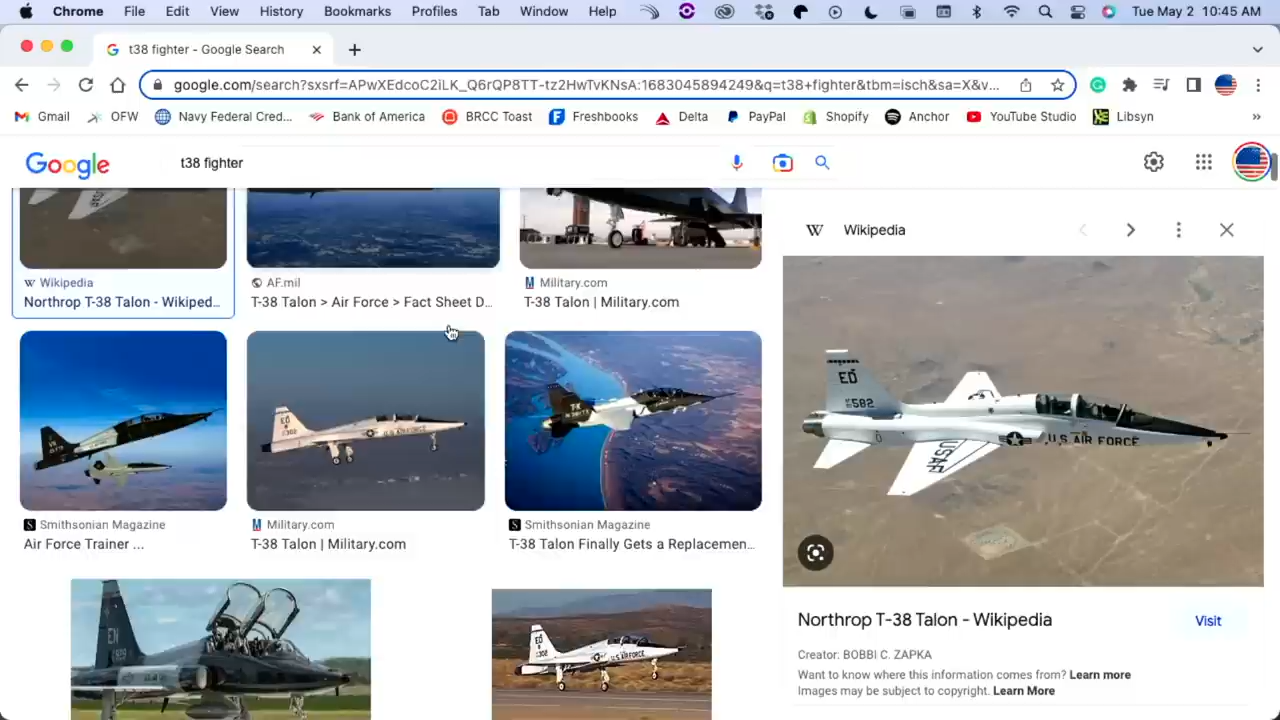 Chrome File Edit View History Bookmarks Profiles Tab Window Help Tue May 2 10:45 AM
t38 fighter - Google Search
google.com/search?sxsrf=APwXEdcoC2iLK_Q6rQP8TT-tz2HwTvKNsA:1683045894249&q=t38+fighter&tbm=isch&sa=X&v...
Gmail OFW Navy Federal Cred... Bank of America BRCC Toast Freshbooks Delta PayPal Shopify Anchor YouTube Studio Libsyn »
Google t38 fighter
Wikipedia
Northrop T-38 Talon - Wikiped...
AF.mil
T-38 Talon > Air Force > Fact Sheet D...
Military.com
T-38 Talon | Military.com
Smithsonian Magazine
Air Force Trainer ...
Military.com
T-38 Talon | Military.com
Smithsonian Magazine
T-38 Talon Finally Gets a Replacemen...
W Wikipedia
ED
582
U.S. AIR FORCE
USAF
Northrop T-38 Talon - Wikipedia
Visit
Creator: BOBBI C. ZAPKA
Want to know where this information comes from? Learn more
Images may be subject to copyright. Learn More